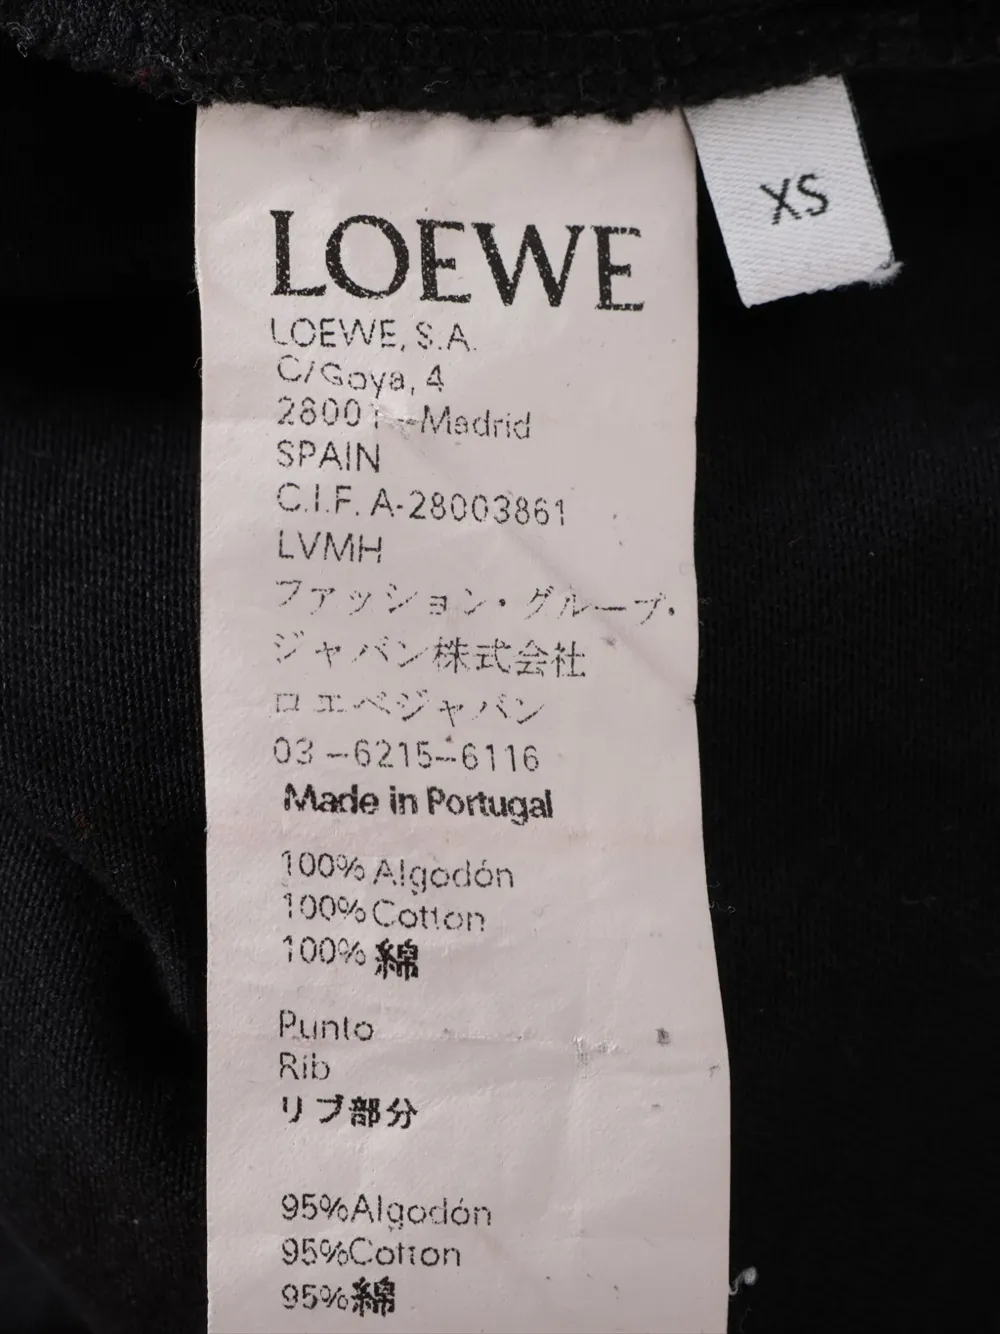 LOEWE
XS
LOEWE, S.A.
C/Goya, 4
28001 -Madrid
SPAIN
C.I.F. A-28003861
LVMH
ファッション・グループ・
ジャパン株式会社
ロエベジャパン
03-6215-6116
Made in Portugal
100% Algodón
100% Cotton
100% 綿
Punto
Rib
リブ部分
95%Algodón
95%Cotton
95%綿